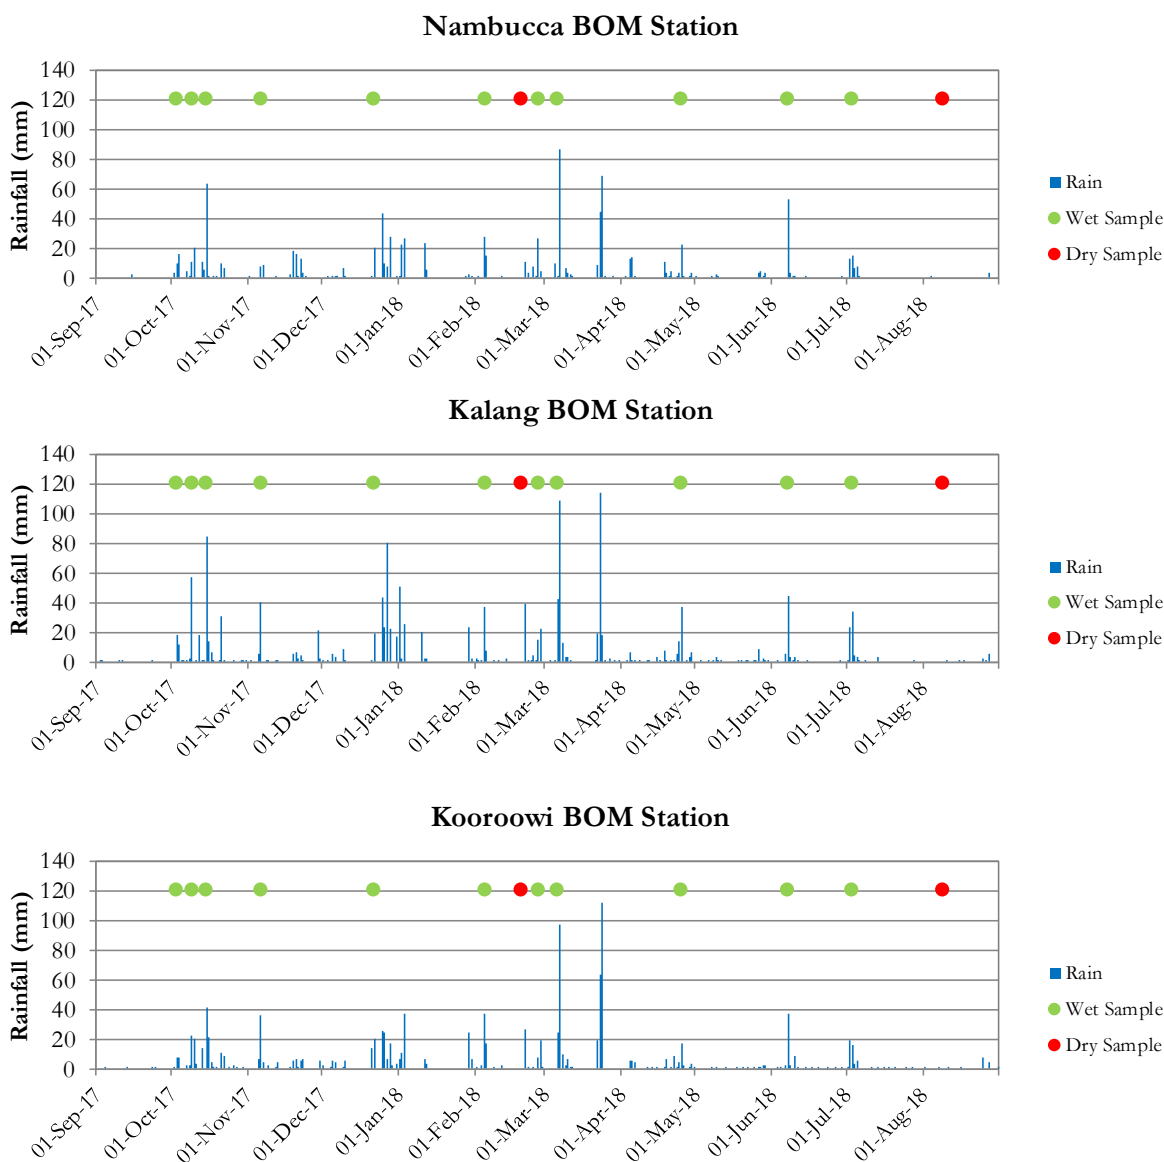 Nambucca BOM Station
140
120
100
80
60
40
20
0
Rainfall (mm)
01-Sep-17
01-Oct-17
01-Nov-17
01-Dec-17
01-Jan-18
01-Feb-18
01-Mar-18
01-Apr-18
01-May-18
01-Jun-18
01-Jul-18
01-Aug-18
Rain
Wet Sample
Dry Sample
Kalang BOM Station
140
120
100
80
60
40
20
0
Rainfall (mm)
01-Sep-17
01-Oct-17
01-Nov-17
01-Dec-17
01-Jan-18
01-Feb-18
01-Mar-18
01-Apr-18
01-May-18
01-Jun-18
01-Jul-18
01-Aug-18
Rain
Wet Sample
Dry Sample
Kooroowi BOM Station
140
120
100
80
60
40
20
0
Rainfall (mm)
01-Sep-17
01-Oct-17
01-Nov-17
01-Dec-17
01-Jan-18
01-Feb-18
01-Mar-18
01-Apr-18
01-May-18
01-Jun-18
01-Jul-18
01-Aug-18
Rain
Wet Sample
Dry Sample